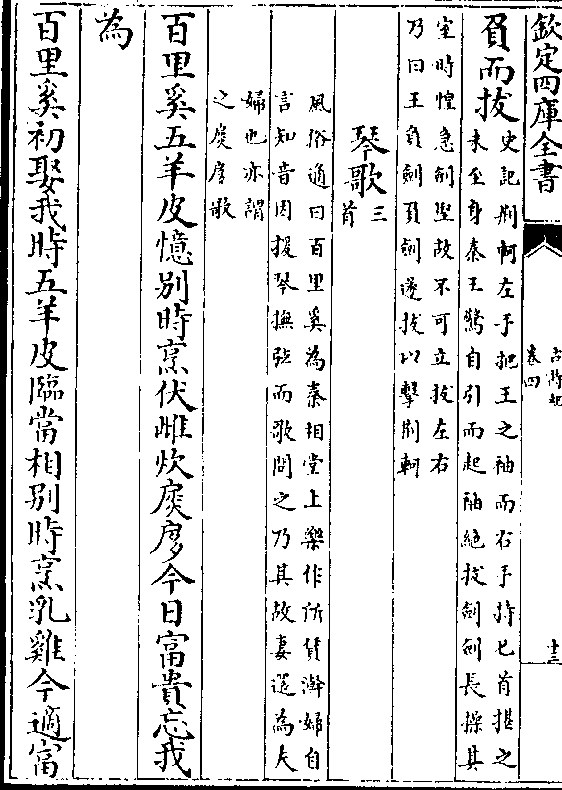 欽定四庫全書
古詩紀
卷四
十三
負而拔
史記荆軻左手把王之袖而右手持匕首揕之
未至身秦王驚自引而起袖絶拔劍劍長操其
室時惶急劍堅故不可立拔左右
乃曰王負劍負劍遂拔以擊荆軻
琴歌三首
風俗通曰百里奚為秦相堂上樂作所賃澣婦自
言知音因援琴撫弦而歌問之乃其故妻還為夫
婦也亦謂
之扊扅歌
百里奚五羊皮憶别時烹伏雌炊扊扅今日富貴忘我
為
百里奚初娶我時五羊皮臨當相别時烹乳雞今適富